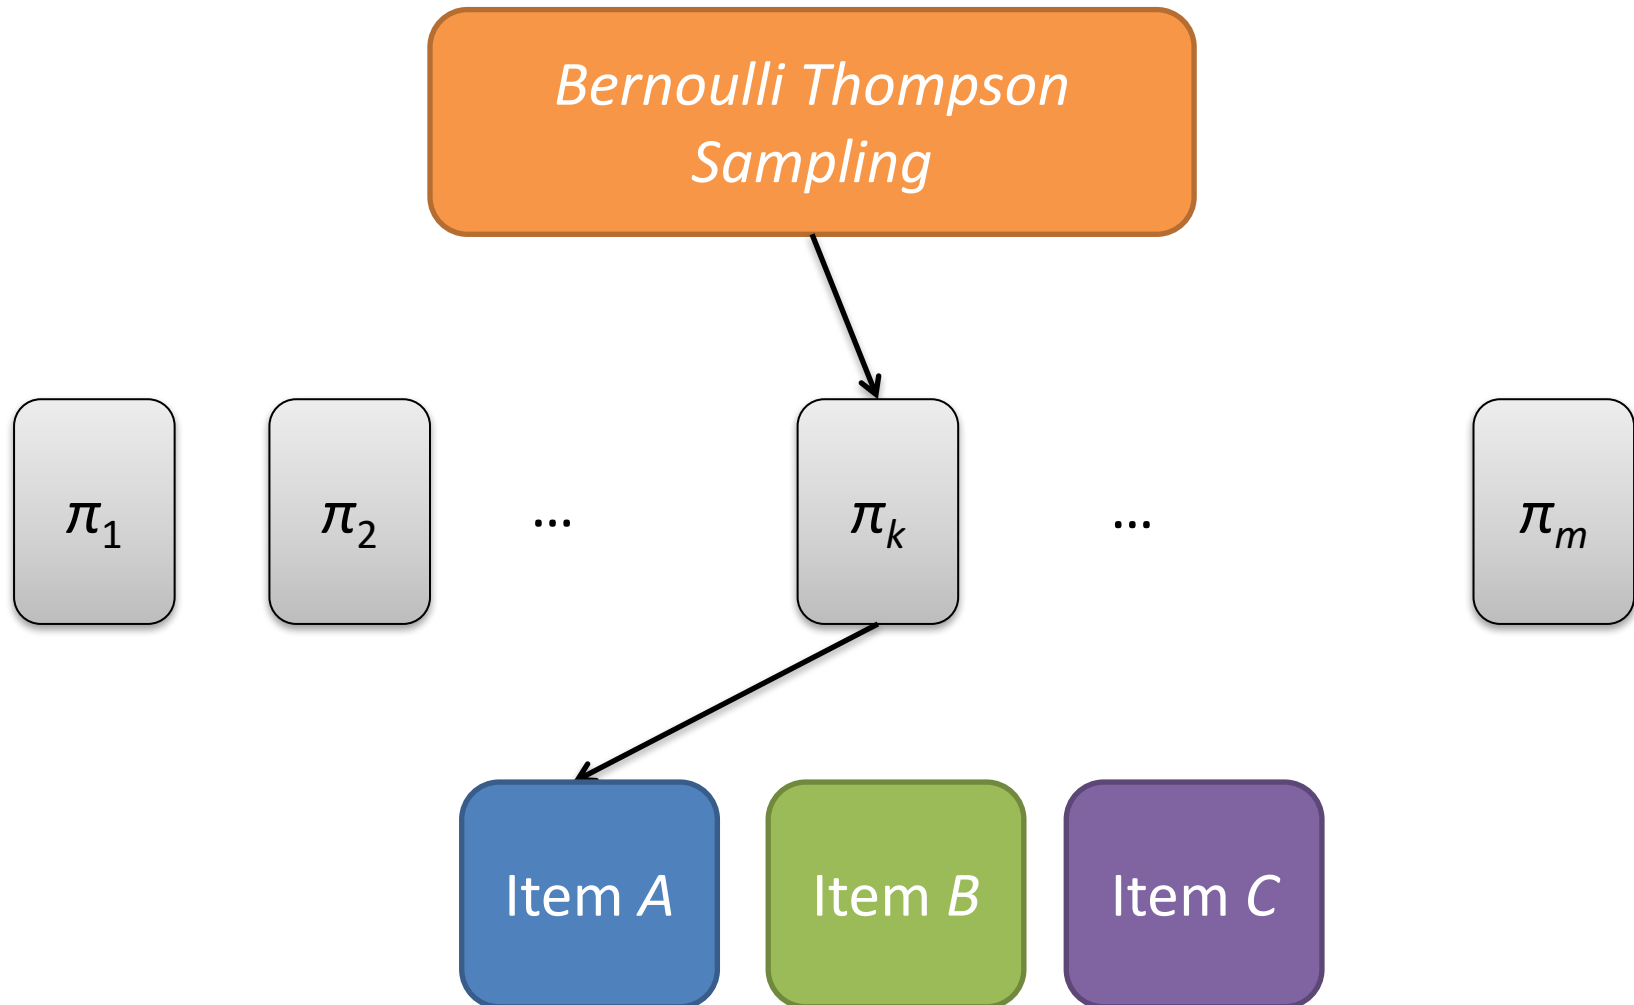 Bernoulli Thompson
Sampling
π1 π2 ... πk ... πm
Item A Item B Item C